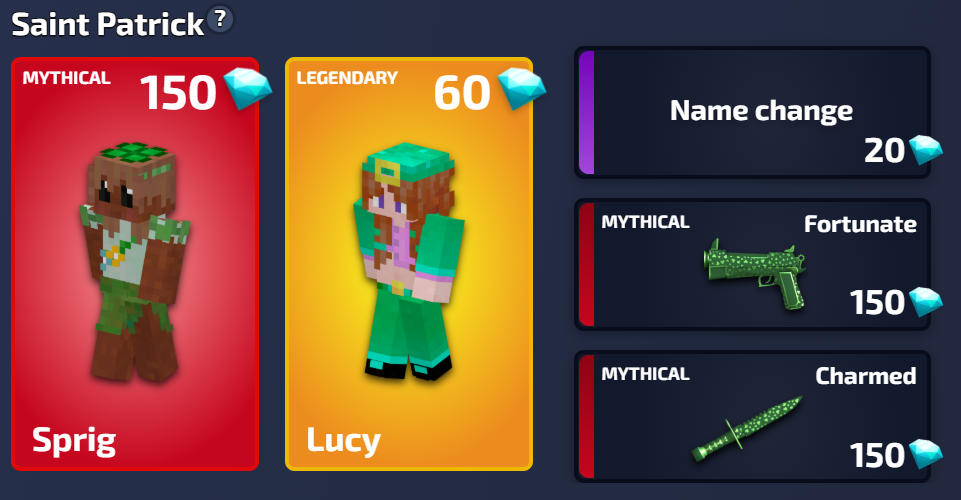 Saint Patrick ?
MYTHICAL 150
Sprig
LEGENDARY 60
Lucy
Name change
20
MYTHICAL Fortunate
150
MYTHICAL Charmed
150